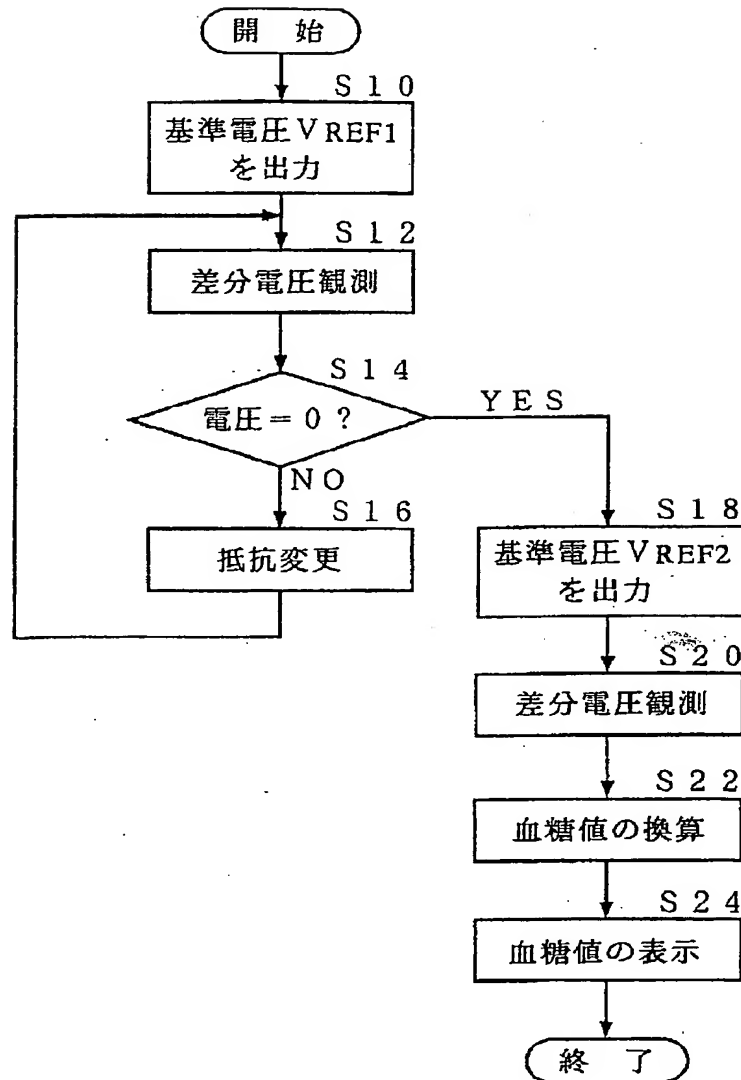 開 始
S10
基準電圧VREF1
を出力
S12
差分電圧観測
S14
電圧=0?
YES
NO
S16
抵抗変更
S18
基準電圧VREF2
を出力
S20
差分電圧観測
S22
血糖値の換算
S24
血糖値の表示
終 了